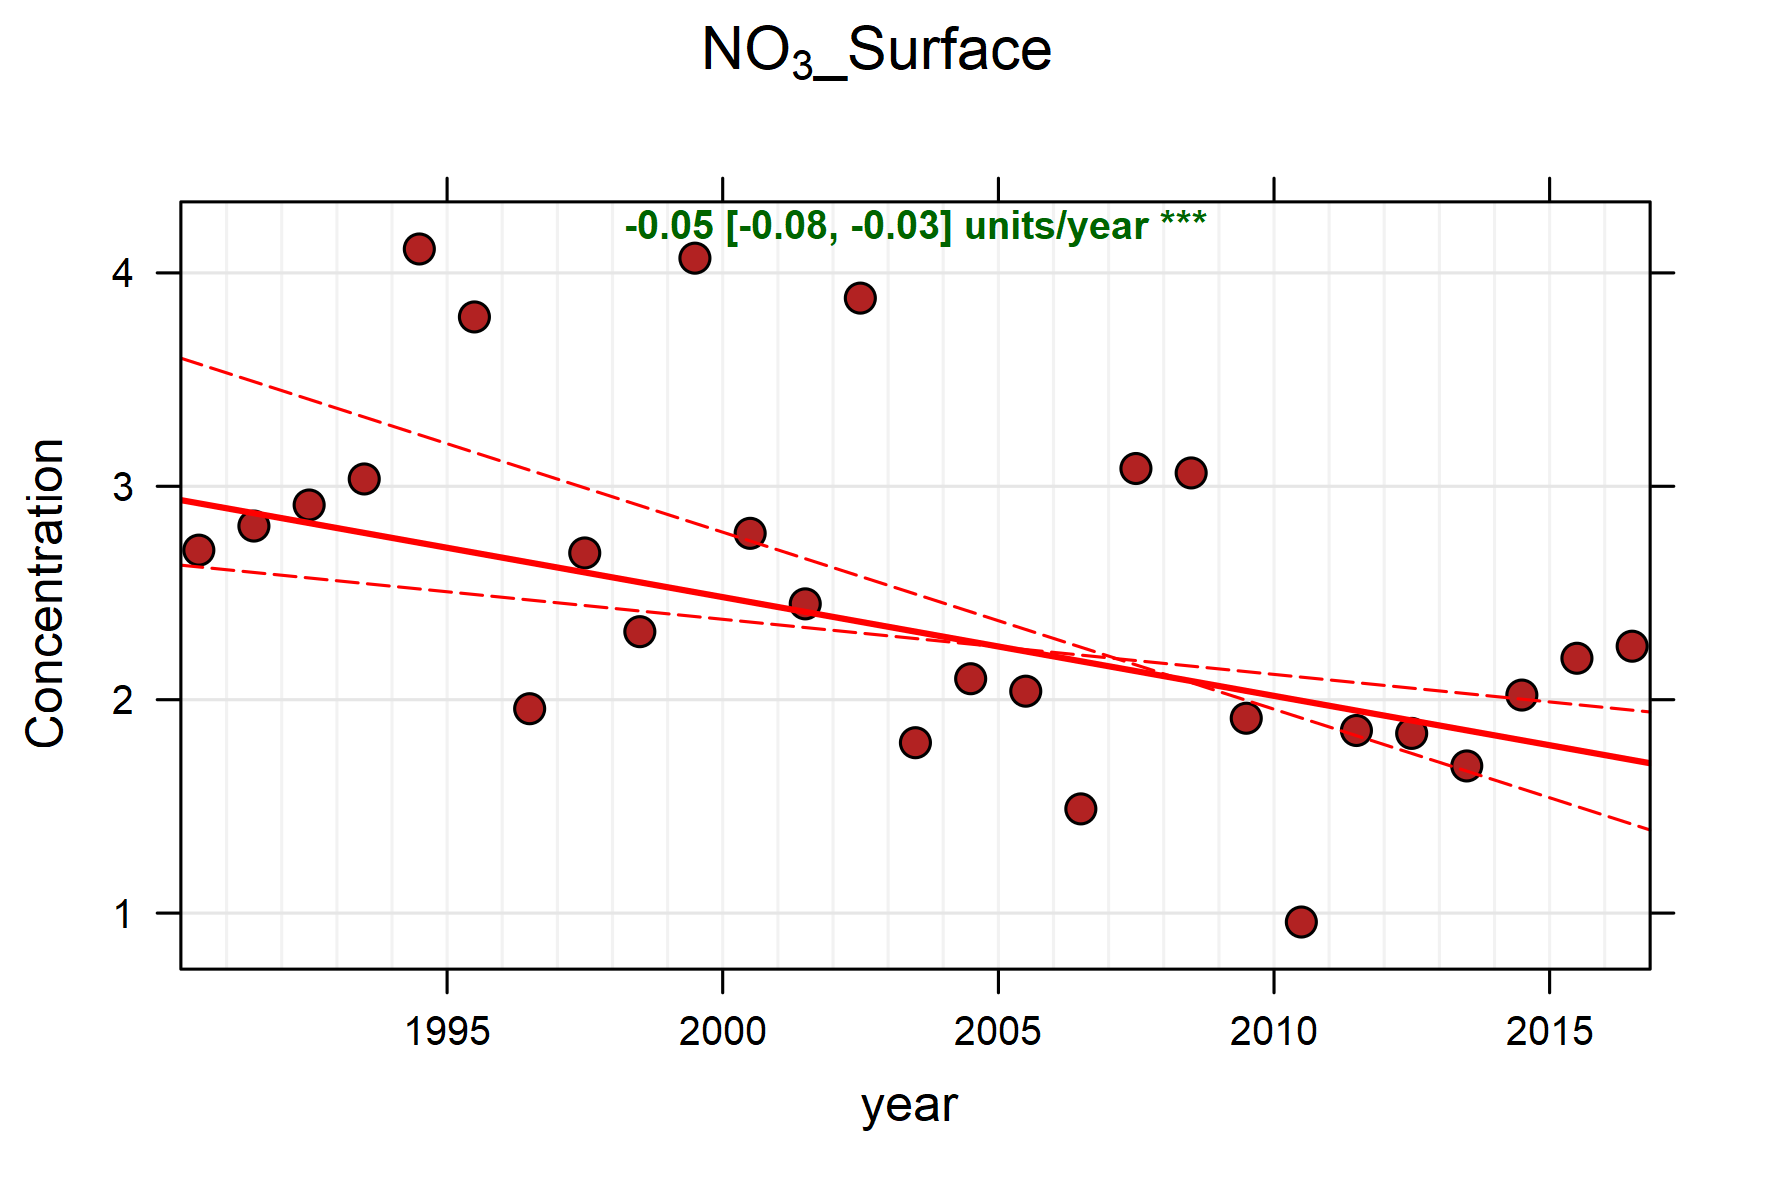 NO₃_Surface
-0.05 [-0.08, -0.03] units/year ***
4
3
2
1
Concentration
1995 2000 2005 2010 2015
year